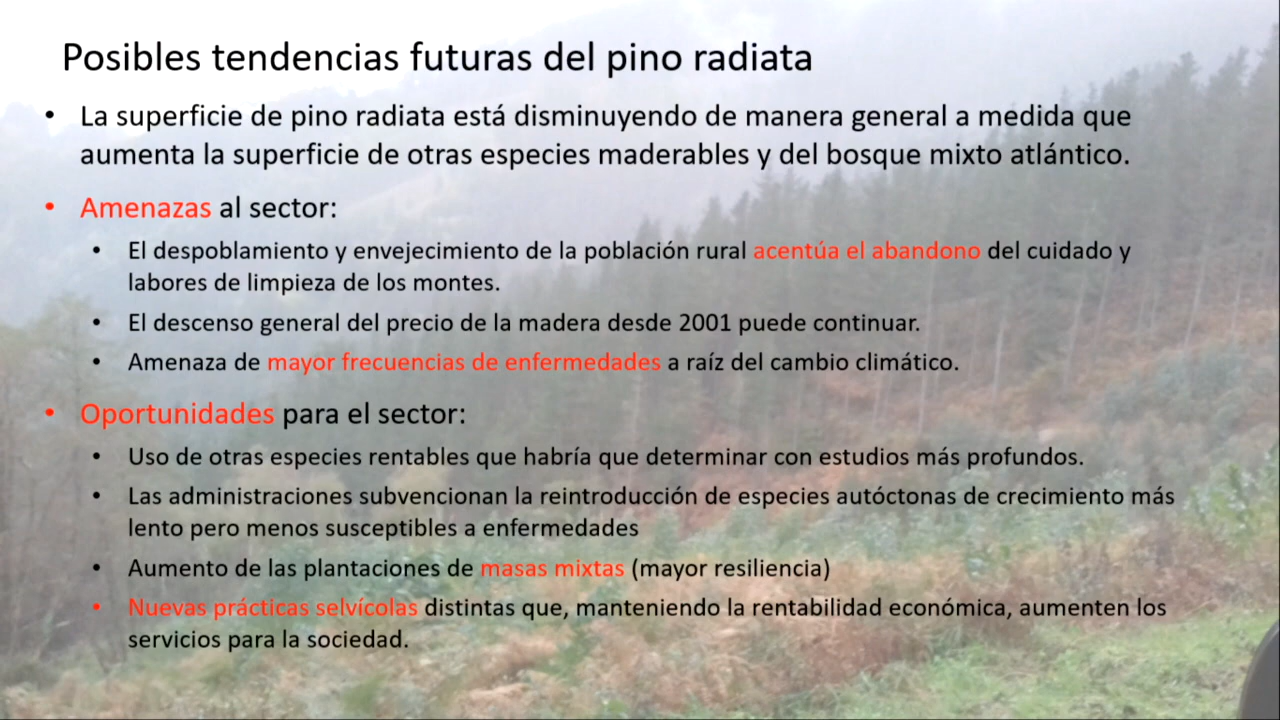 Posibles tendencias futuras del pino radiata
• La superficie de pino radiata está disminuyendo de manera general a medida que
aumenta la superficie de otras especies maderables y del bosque mixto atlántico.
• Amenazas al sector:
• El despoblamiento y envejecimiento de la población rural acentúa el abandono del cuidado y
labores de limpieza de los montes.
• El descenso general del precio de la madera desde 2001 puede continuar.
• Amenaza de mayor frecuencias de enfermedades a raíz del cambio climático.
• Oportunidades para el sector:
• Uso de otras especies rentables que habría que determinar con estudios más profundos.
• Las administraciones subvencionan la reintroducción de especies autóctonas de crecimiento más
lento pero menos susceptibles a enfermedades
• Aumento de las plantaciones de masas mixtas (mayor resiliencia)
• Nuevas prácticas selvícolas distintas que, manteniendo la rentabilidad económica, aumenten los
servicios para la sociedad.